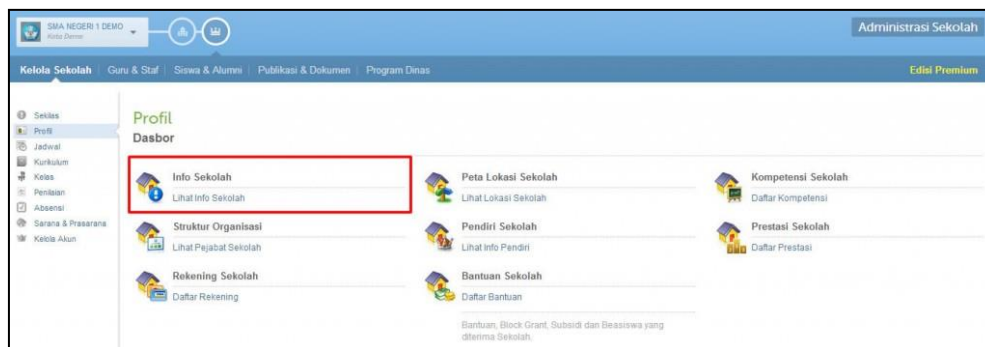 SMA NEGERI 1 DEMO
Kota Demo
Administrasi Sekolah
Kelola Sekolah Guru & Staf Siswa & Alumni Publikasi & Dokumen Program Dinas
Edisi Premium
Sekilas
Profil
Jadwal
Kurikulum
Kelas
Penilaian
Absensi
Sarana & Prasarana
Kelola Akun
Profil
Dasbor
Info Sekolah
Lihat Info Sekolah
Peta Lokasi Sekolah
Lihat Lokasi Sekolah
Kompetensi Sekolah
Daftar Kompetensi
Struktur Organisasi
Lihat Pejabat Sekolah
Pendiri Sekolah
Lihat Info Pendiri
Prestasi Sekolah
Daftar Prestasi
Rekening Sekolah
Daftar Rekening
Bantuan Sekolah
Daftar Bantuan
Bantuan, Block Grant, Subsidi dan Beasiswa yang
diterima Sekolah.